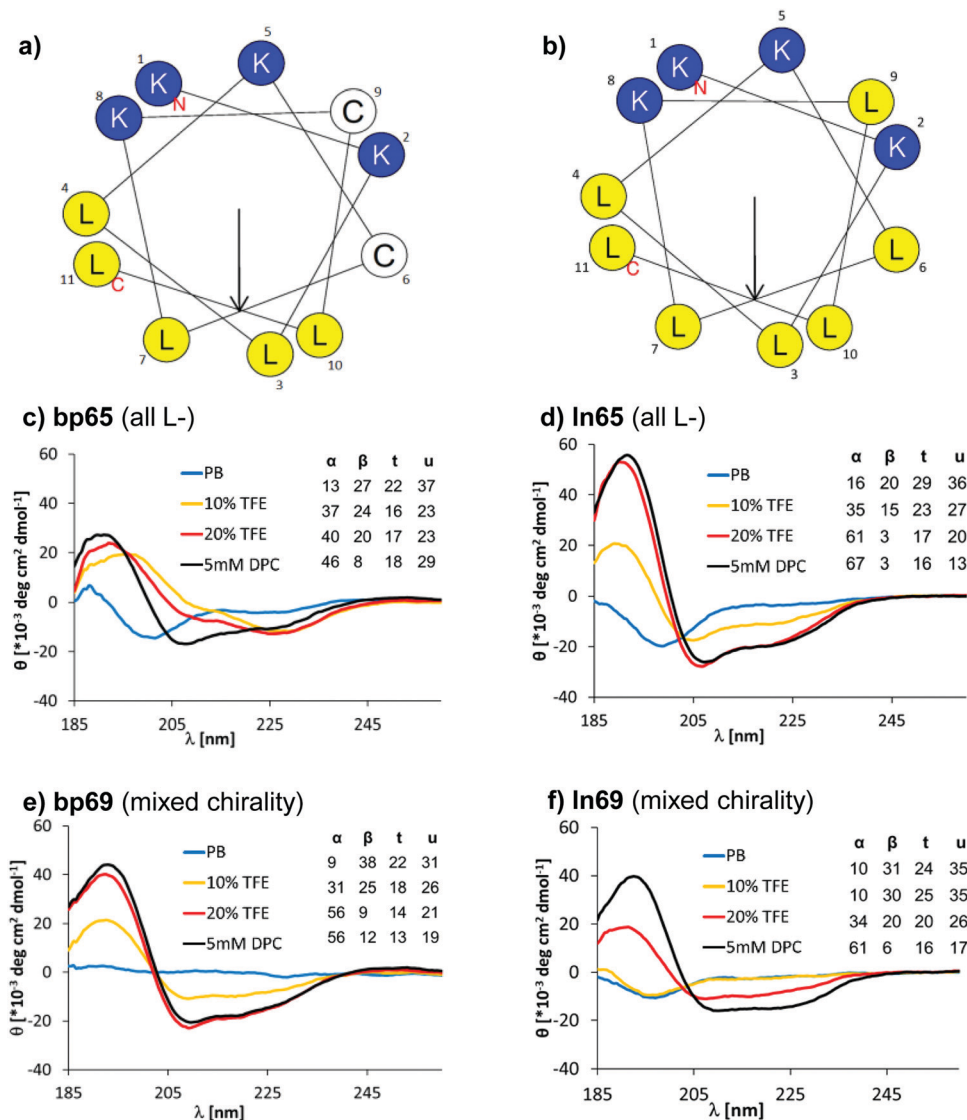 a)
b)
5
K
1
K
N
8
K
9
C
2
K
4
L
C
6
11
L
C
7
L
L
3
L
10
5
K
1
K
N
8
K
9
L
2
K
4
L
L
6
11
L
C
7
L
L
3
L
10
c) bp65 (all L-)
θ [*10⁻³ deg cm² dmol⁻¹]
60
40
20
0
-20
-40
185 205 225 245
λ [nm]
PB
10% TFE
20% TFE
5mM DPC
α β t u
13 27 22 37
37 24 16 23
40 20 17 23
46 8 18 29
d) ln65 (all L-)
θ [*10⁻³ deg cm² dmol⁻¹]
60
40
20
0
-20
-40
185 205 225 245
λ [nm]
PB
10% TFE
20% TFE
5mM DPC
α β t u
16 20 29 36
35 15 23 27
61 3 17 20
67 3 16 13
e) bp69 (mixed chirality)
θ [*10⁻³ deg cm² dmol⁻¹]
60
40
20
0
-20
-40
185 205 225 245
λ [nm]
PB
10% TFE
20% TFE
5mM DPC
α β t u
9 38 22 31
31 25 18 26
56 9 14 21
56 12 13 19
f) ln69 (mixed chirality)
θ [*10⁻³ deg cm² dmol⁻¹]
60
40
20
0
-20
-40
185 205 225 245
λ [nm]
PB
10% TFE
20% TFE
5mM DPC
α β t u
10 31 24 35
10 30 25 35
34 20 20 26
61 6 16 17